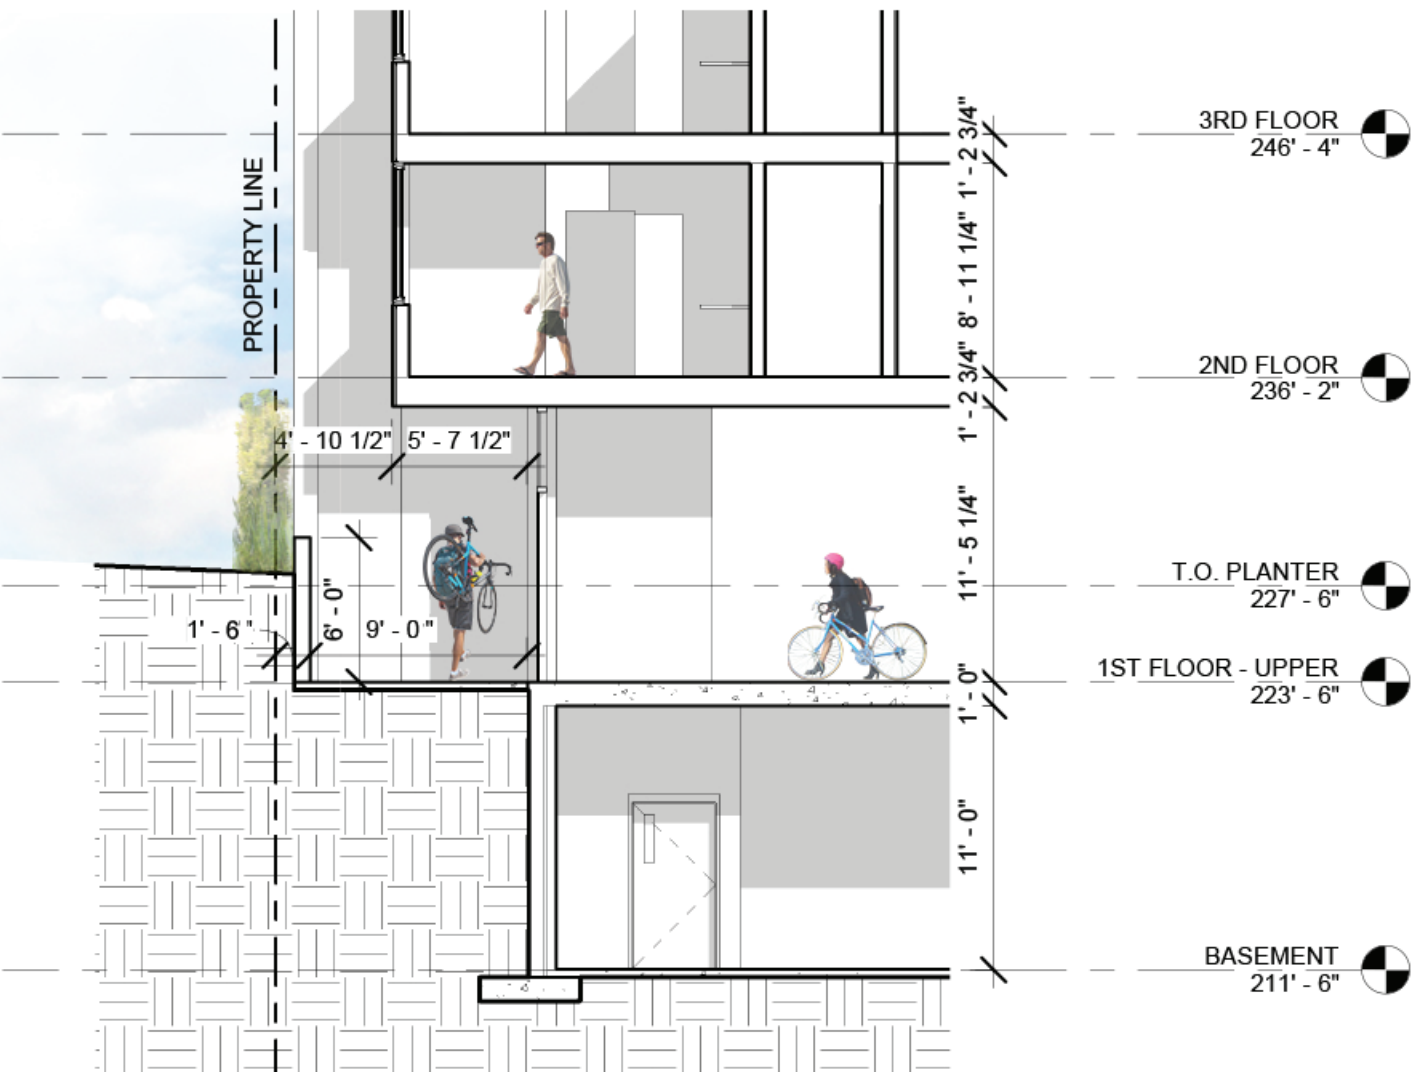 3RD FLOOR
246' - 4"
1' - 2 3/4"
PROPERTY LINE
8' - 11 1/4"
2ND FLOOR
236' - 2"
1' - 2 3/4"
4' - 10 1/2"
5' - 7 1/2"
11' - 5 1/4"
T.O. PLANTER
227' - 6"
1' - 6"
6' - 0"
9' - 0"
1ST FLOOR - UPPER
223' - 6"
1' - 0"
11' - 0"
BASEMENT
211' - 6"